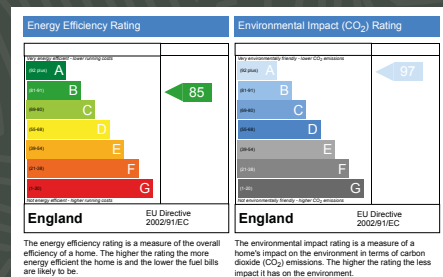 Energy Efficiency Rating
Very energy efficient - lower running costs
(92 plus) A
(81-91) B
85
(69-80) C
(55-68) D
(39-54) E
(21-38) F
(1-20) G
Not energy efficient - higher running costs
England
EU Directive
2002/91/EC
The energy efficiency rating is a measure of the overall
efficiency of a home. The higher the rating the more
energy efficient the home is and the lower the fuel bills
are likely to be.
Environmental Impact (CO2) Rating
Very environmentally friendly - lower CO2 emissions
(92 plus) A
97
(81-91) B
(69-80) C
(55-68) D
(39-54) E
(21-38) F
(1-20) G
Not environmentally friendly - higher CO2 emissions
England
EU Directive
2002/91/EC
The environmental impact rating is a measure of a
home's impact on the environment in terms of carbon
dioxide (CO2) emissions. The higher the rating the less
impact it has on the environment.